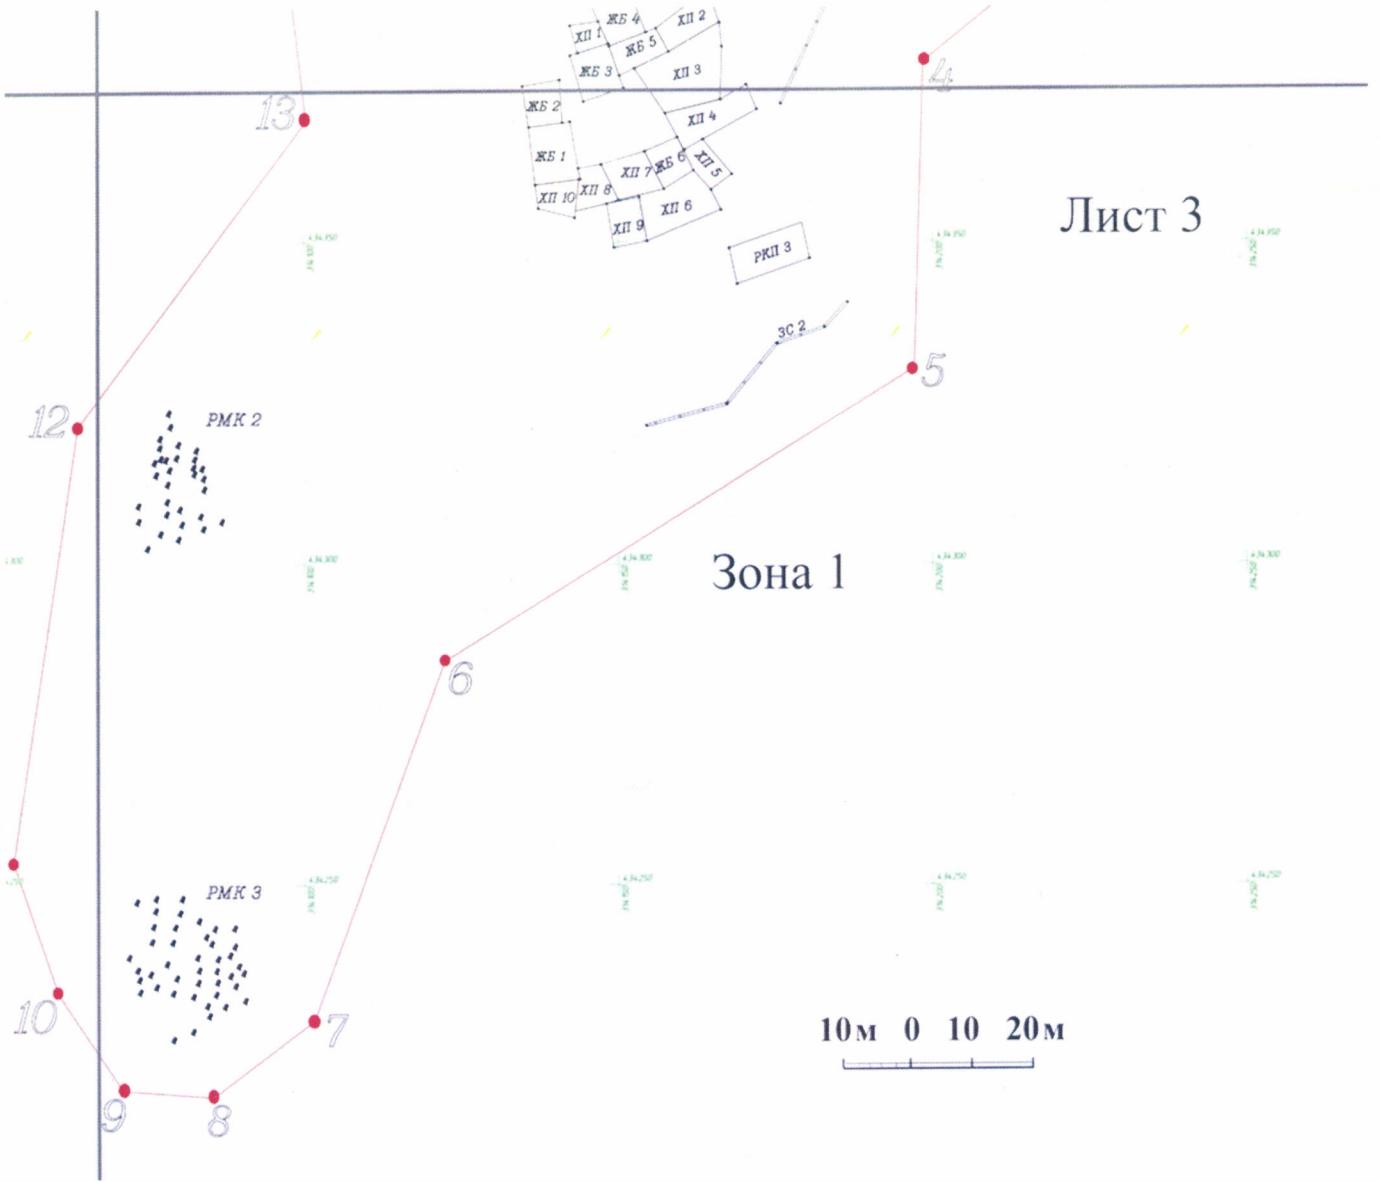 ЖБ 4
ХП 2
ХП 1
ЖБ 5
ЖБ 3
ХП 3
4
13
ЖБ 2
ХП 4
ЖБ 1
ХП 7
ЖБ 6
ХП 5
ХП 10
ХП 8
ХП 6
ХП 9
Лист 3
РКП 3
ЗС 2
5
12
РМК 2
Зона 1
6
РМК 3
10
7
9
8
10м 0 10 20м